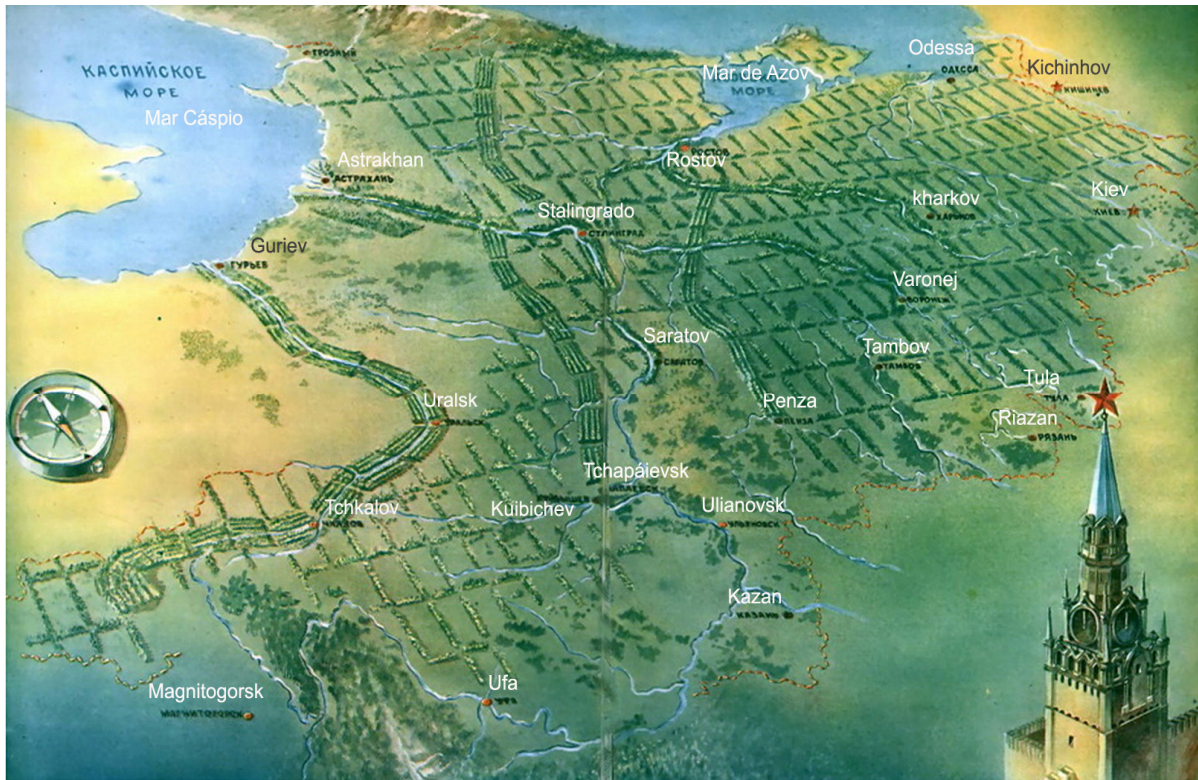 Odessa
ОДЕССА
Kichinhov
КИШИНЕВ
ГРОЗНЫЙ
КАСПИЙСКОЕ
МОРЕ
Mar de Azov
МОРЕ
Mar Cáspio
Astrakhan
АСТРАХАНЬ
Rostov
РОСТОВ
kharkov
ХАРЬКОВ
Kiev
КИЕВ
Stalingrado
СТАЛИНГРАД
Guriev
ГУРЬЕВ
Varonej
ВОРОНЕЖ
Saratov
САРАТОВ
Tambov
ТАМБОВ
Tula
ТУЛА
Uralsk
УРАЛЬСК
Penza
ПЕНЗА
Riazan
РЯЗАНЬ
Tchapáievsk
Tchkalov
ЧКАЛОВ
Kuibichev
Ulianovsk
УЛЬЯНОВСК
Kazan
КАЗАНЬ
Magnitogorsk
МАГНИТОГОРСК
Ufa
УФА